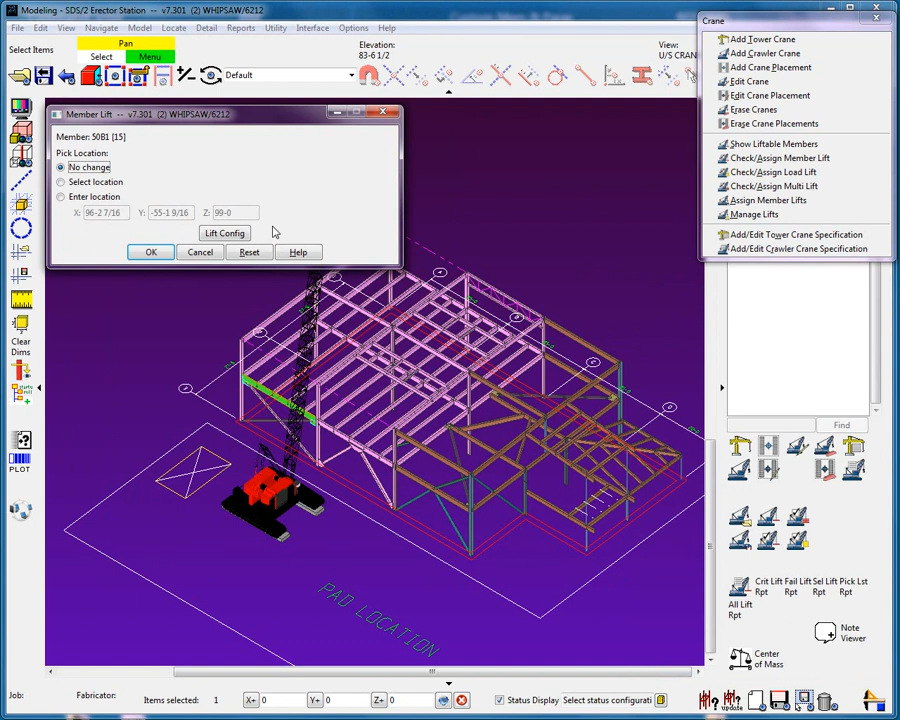 Modeling - SDS/2 Erector Station -- v7.301 WHIPSAW/6212
File Edit View Navigate Model Locate Detail Reports Utility Interface Options Help
Select Items
Pan
Select
Menu
Elevation:
83-6 1/2
View:
U/S CRAN
Default
Member Lift -- v7.301 (2) WHIPSAW/6212
Member: 50B1 [15]
Pick Location:
No change
Select location
Enter location
X: 96-2 7/16 Y: -55-1 9/16 Z: 99-0
Lift Config
OK Cancel Reset Help
Crane
Add Tower Crane
Add Crawler Crane
Add Crane Placement
Edit Crane
Edit Crane Placement
Erase Cranes
Erase Crane Placements
Show Liftable Members
Check/Assign Member Lift
Check/Assign Load Lift
Check/Assign Multi Lift
Assign Member Lifts
Manage Lifts
Add/Edit Tower Crane Specification
Add/Edit Crawler Crane Specification
Clear
Dims
PLOT
Find
PAD LOCATION
Crit Lift Rpt
Fail Lift Rpt
Sel Lift Rpt
Pick Lst Rpt
All Lift
Rpt
Note
Viewer
Center
of Mass
Job:
Fabricator:
Items selected: 1
X+ 0
Y+ 0
Z+ 0
Status Display
Select status configurati
update